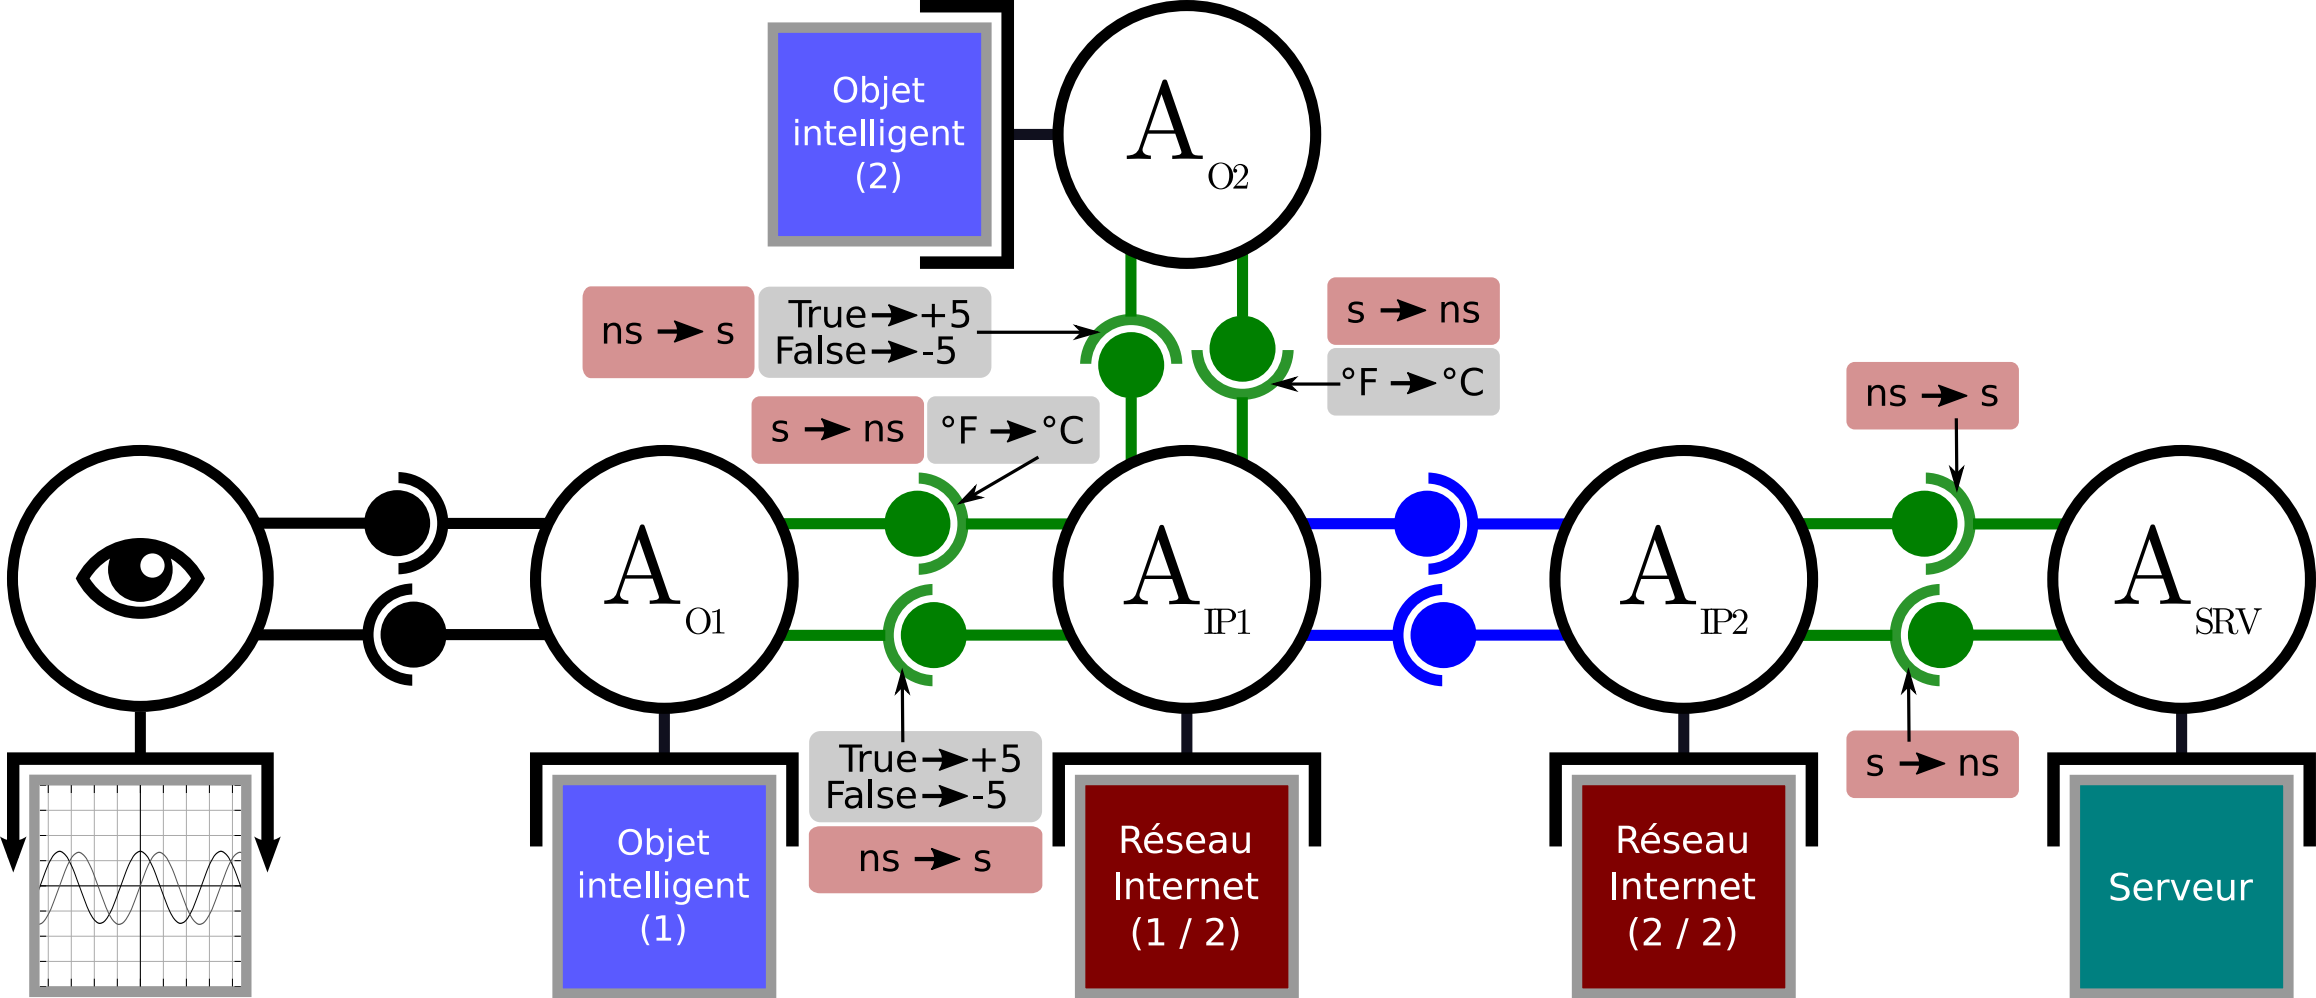 Objet
intelligent
(2)
A O2
ns → s
True → +5
False → -5
s → ns
°F → °C
s → ns
°F → °C
ns → s
A O1
A IP1
A IP2
A SRV
True → +5
False → -5
ns → s
s → ns
Objet
intelligent
(1)
Réseau
Internet
(1 / 2)
Réseau
Internet
(2 / 2)
Serveur